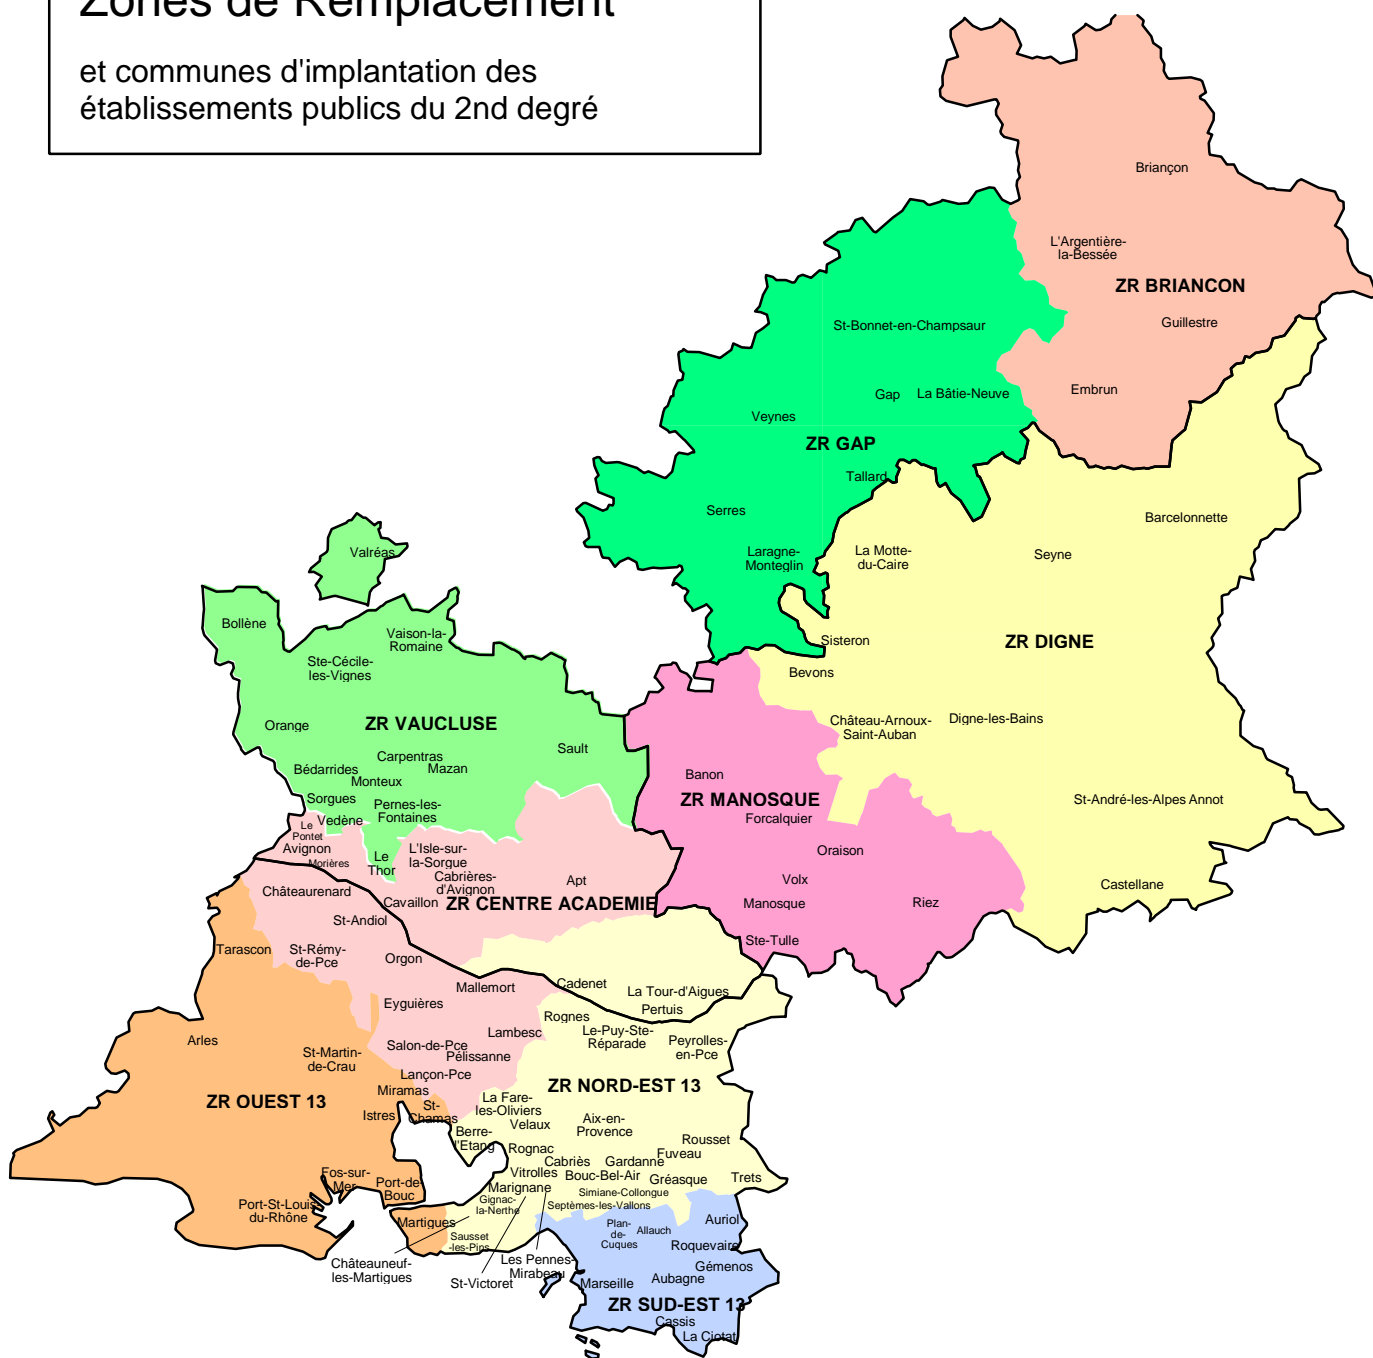 Zones de Remplacement
et communes d'implantation des
établissements publics du 2nd degré
Briançon
L'Argentière-
la-Bessée
ZR BRIANCON
Guillestre
Embrun
St-Bonnet-en-Champsaur
Gap
La Bâtie-Neuve
Veynes
ZR GAP
Tallard
Serres
Laragne-
Monteglin
Barcelonnette
Seyne
La Motte-
du-Caire
ZR DIGNE
Sisteron
Bevons
Château-Arnoux-
Saint-Auban
Digne-les-Bains
St-André-les-Alpes Annot
Castellane
Valréas
Bollène
Vaison-la-
Romaine
Ste-Cécile-
les-Vignes
Orange
ZR VAUCLUSE
Sault
Carpentras
Bédarrides
Mazan
Monteux
Sorgues
Pernes-les-
Fontaines
Vedène
Le
Thor
Banon
ZR MANOSQUE
Forcalquier
Oraison
Volx
Manosque
Riez
Ste-Tulle
Le
Pontet
Avignon
Morières
L'Isle-sur-
la-Sorgue
Cabrières-
d'Avignon
Apt
Cavaillon
ZR CENTRE ACADEMIE
Châteaurenard
St-Andiol
St-Rémy-
de-Pce
Orgon
Mallemort
Eyguières
Lambesc
Salon-de-Pce
Pélissanne
Lançon-Pce
Tarascon
Arles
St-Martin-
de-Crau
ZR OUEST 13
Miramas
Istres
St-
Chamas
Fos-sur-
Mer
Port-de-
Bouc
Port-St-Louis-
du-Rhône
Martigues
Cadenet
La Tour-d'Aigues
Pertuis
Rognes
Le-Puy-Ste-
Réparade
Peyrolles-
en-Pce
ZR NORD-EST 13
La Fare-
les-Oliviers
Velaux
Aix-en-
Provence
Berre-
l'Etang
Rognac
Rousset
Fuveau
Cabriès
Gardanne
Vitrolles
Bouc-Bel-Air
Gréasque
Trets
Marignane
Simiane-Collongue
Gignac-
la-Nerthe
Septèmes-les-Vallons
Sausset
-les-Pins
Châteauneuf-
les-Martigues
St-Victoret
Les Pennes-
Mirabeau
Plan-
de-
Cuques
Allauch
Auriol
Roquevaire
Gémenos
Marseille
Aubagne
ZR SUD-EST 13
Cassis
La Ciotat